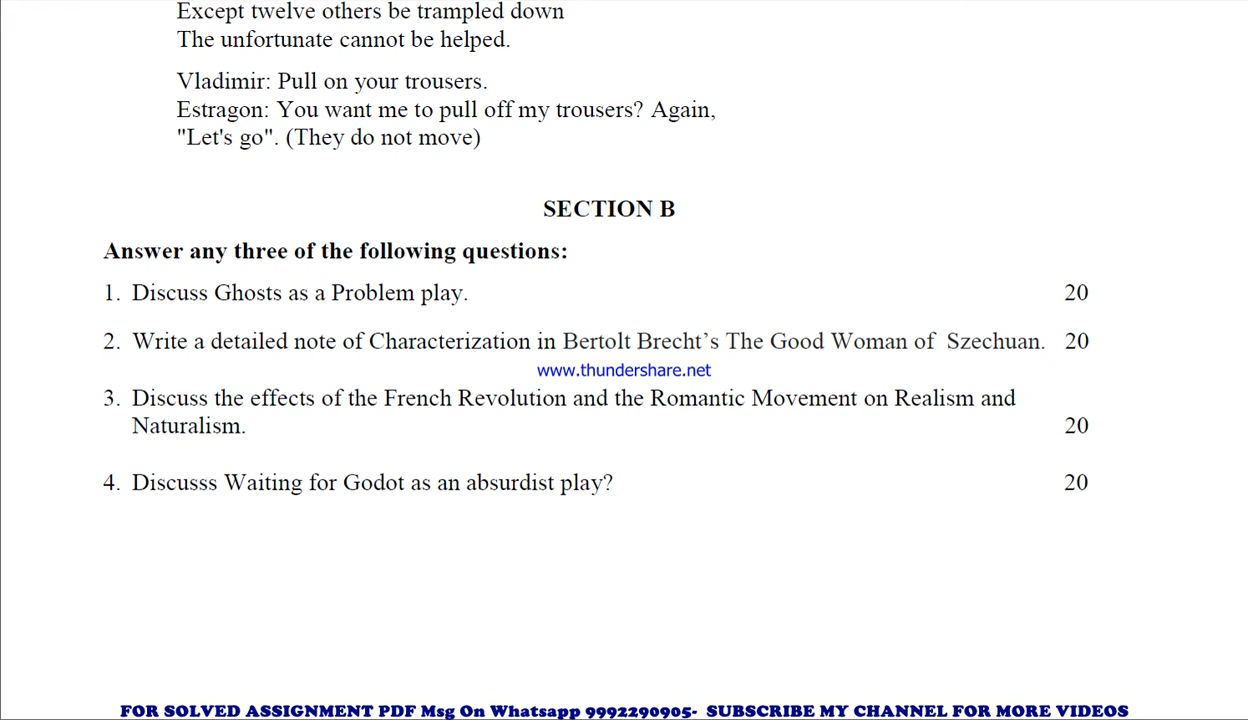 Except twelve others be trampled down
The unfortunate cannot be helped.
Vladimir: Pull on your trousers.
Estragon: You want me to pull off my trousers? Again,
"Let's go". (They do not move)
SECTION B
Answer any three of the following questions:
1. Discuss Ghosts as a Problem play. 20
2. Write a detailed note of Characterization in Bertolt Brecht’s The Good Woman of Szechuan. 20
www.thundershare.net
3. Discuss the effects of the French Revolution and the Romantic Movement on Realism and
Naturalism. 20
4. Discusss Waiting for Godot as an absurdist play? 20
FOR SOLVED ASSIGNMENT PDF Msg On Whatsapp 9992290905- SUBSCRIBE MY CHANNEL FOR MORE VIDEOS